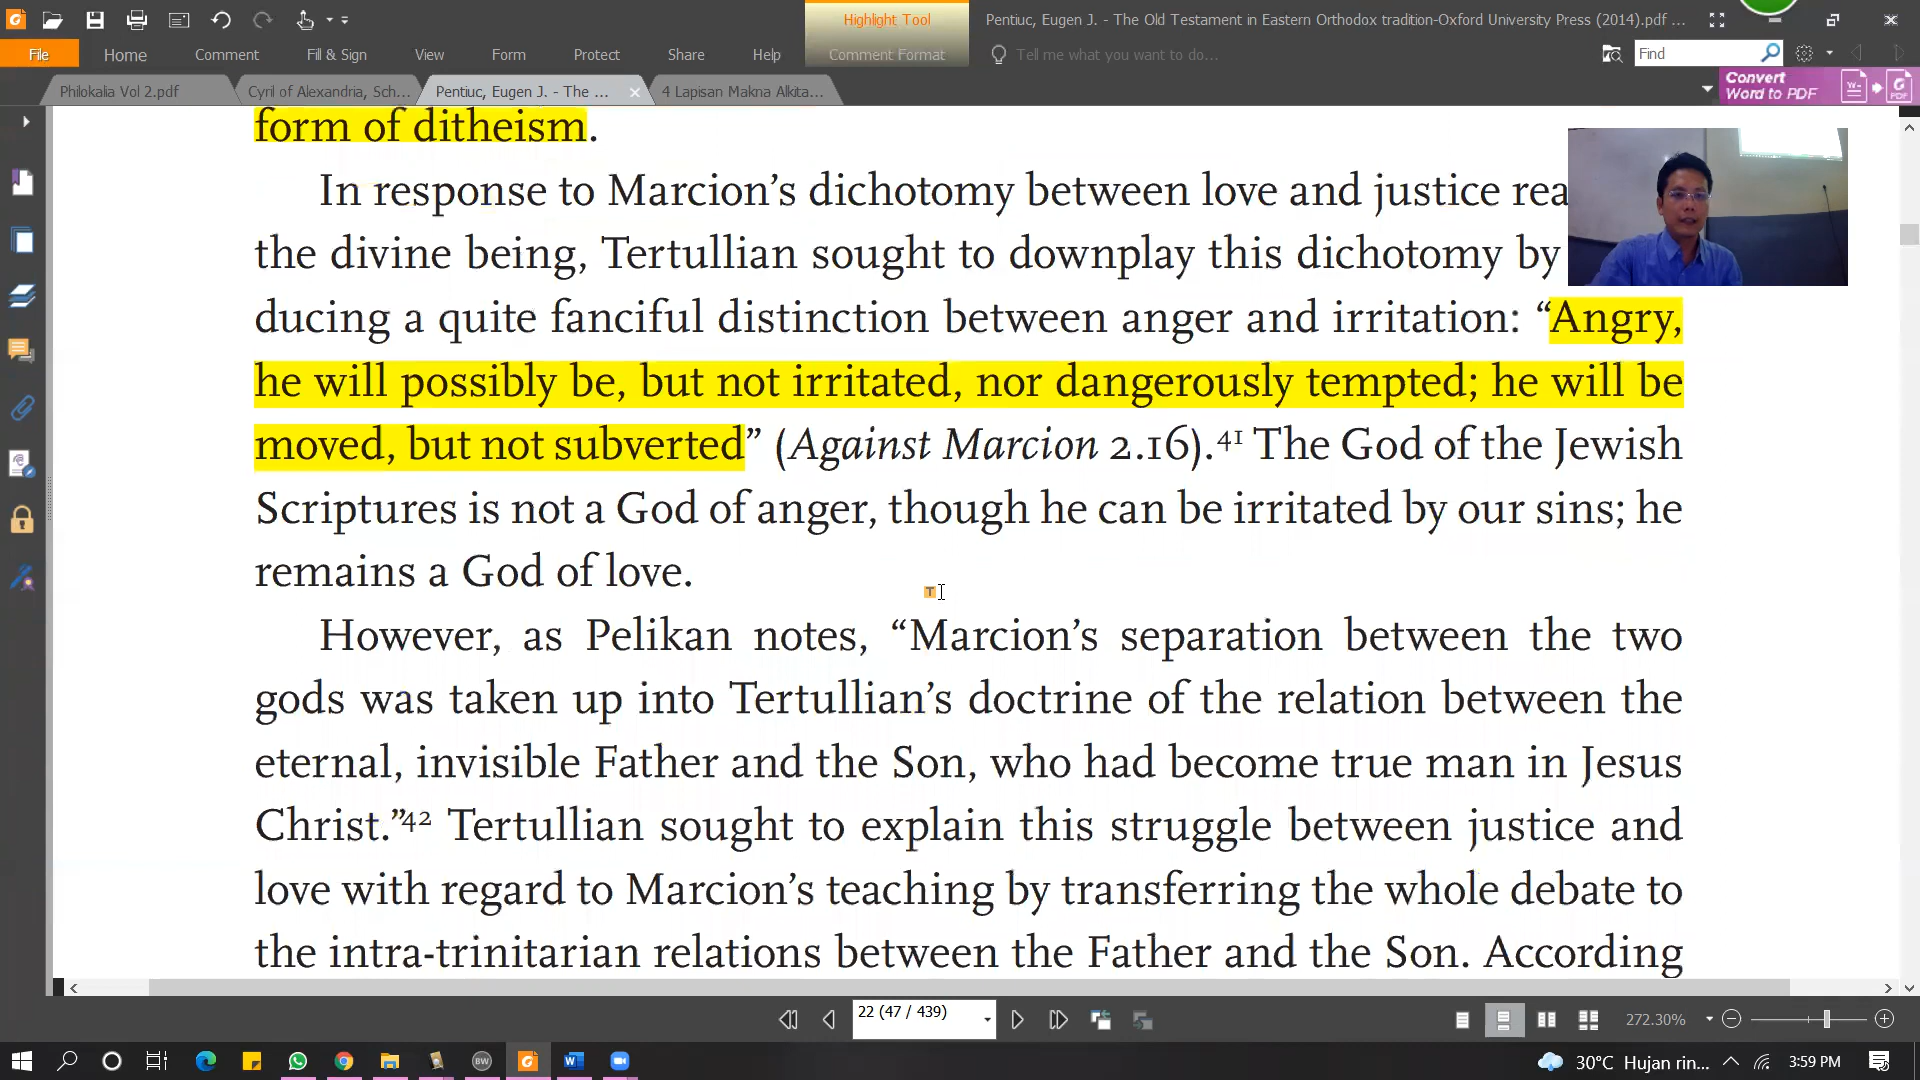 Highlight Tool
Pentiuc, Eugen J. - The Old Testament in Eastern Orthodox tradition-Oxford University Press (2014).pdf ...
File Home Comment Fill & Sign View Form Protect Share Help Comment Format Tell me what you want to do... Find
Philokalia Vol 2.pdf Cyril of Alexandria, Sch... Pentiuc, Eugen J. - The ... 4 Lapisan Makna Alkita...
Convert
Word to PDF
form of ditheism.
In response to Marcion’s dichotomy between love and justice rea
the divine being, Tertullian sought to downplay this dichotomy by
ducing a quite fanciful distinction between anger and irritation: “Angry,
he will possibly be, but not irritated, nor dangerously tempted; he will be
moved, but not subverted” (Against Marcion 2.16).⁴¹ The God of the Jewish
Scriptures is not a God of anger, though he can be irritated by our sins; he
remains a God of love.
However, as Pelikan notes, “Marcion’s separation between the two
gods was taken up into Tertullian’s doctrine of the relation between the
eternal, invisible Father and the Son, who had become true man in Jesus
Christ.”⁴² Tertullian sought to explain this struggle between justice and
love with regard to Marcion’s teaching by transferring the whole debate to
the intra-trinitarian relations between the Father and the Son. According
22 (47 / 439)
272.30%
30°C Hujan rin... 3:59 PM